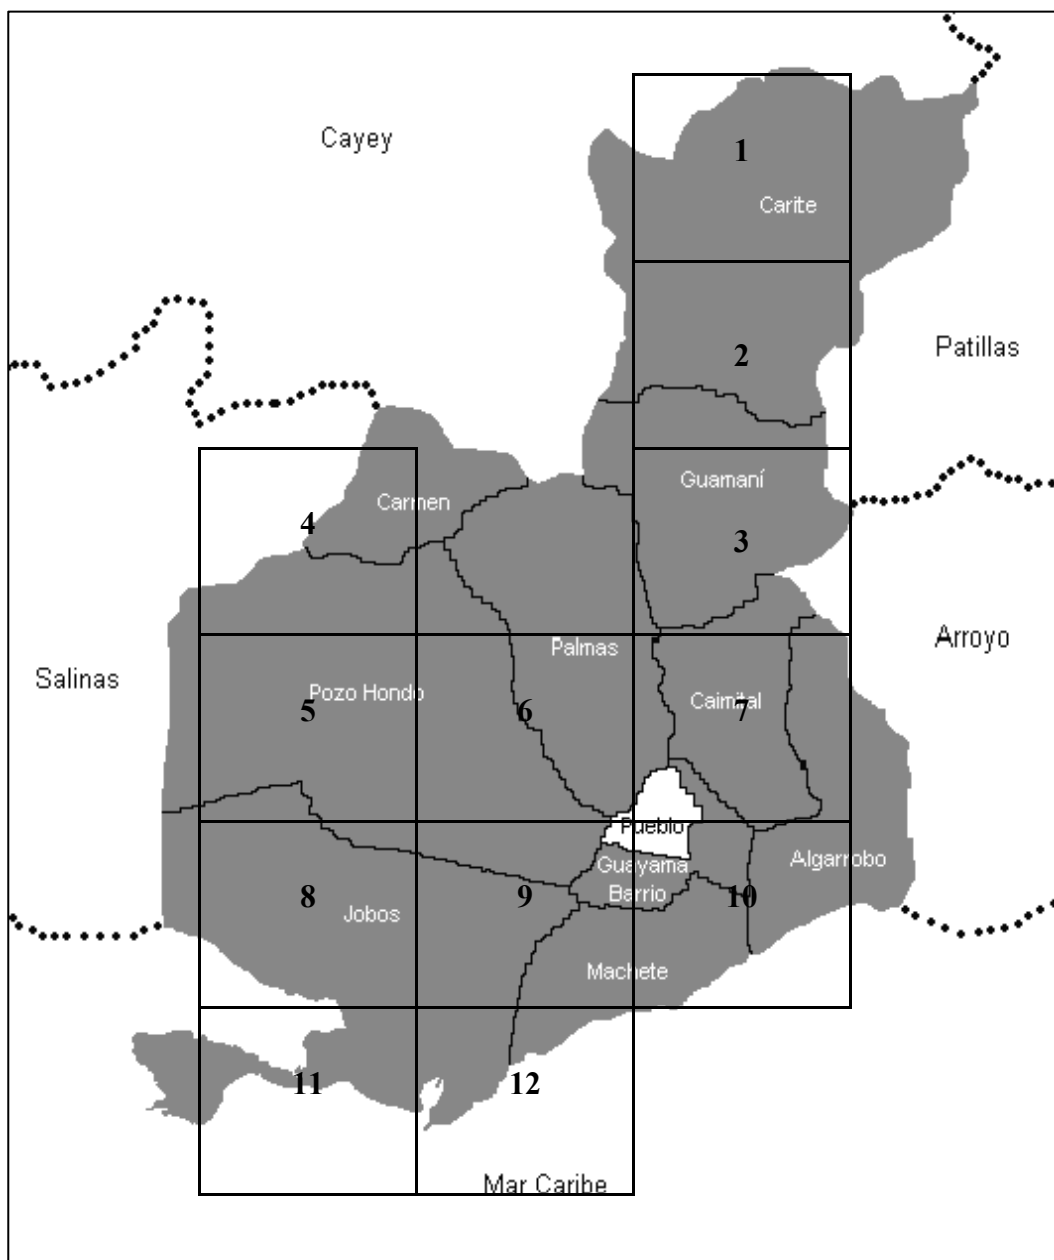 Cayey
1
Carite
2
Patillas
Guamaní
Carmen
4
3
Arroyo
Palmas
Salinas
Pozo Hondo
Caimital
5
6
7
Pueblo
Algarrobo
Guayama
Barrio
8
9
10
Jobos
Machete
11
12
Mar Caribe